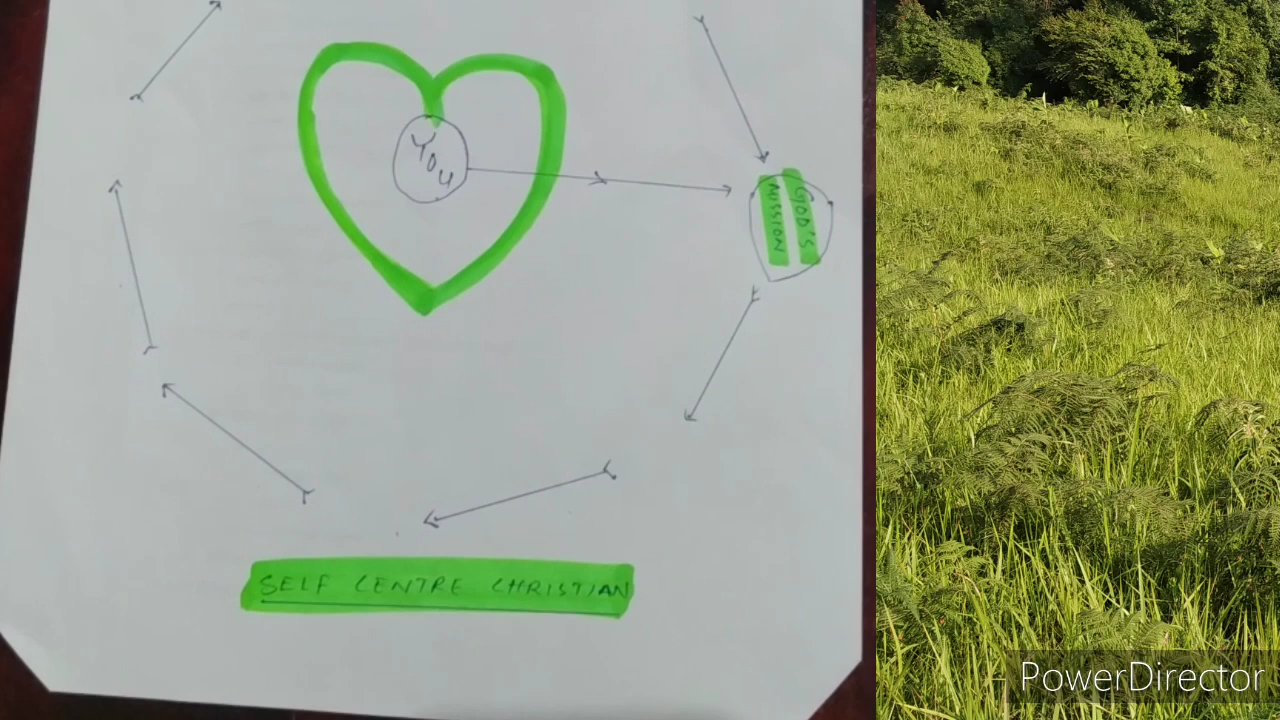 You
GOD'S
MISSION
SELF CENTRE CHRISTIAN
PowerDirector